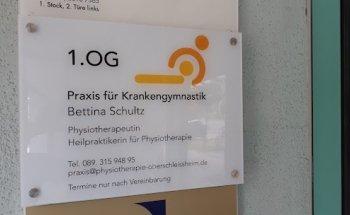 1. Stock, 2. Türe links
1.OG
Praxis für Krankengymnastik
Bettina Schultz
Physiotherapeutin
Heilpraktikerin für Physiotherapie
Tel. 089. 315 948 95
praxis@physiotherapie-oberschleissheim.de
Termine nur nach Vereinbarung